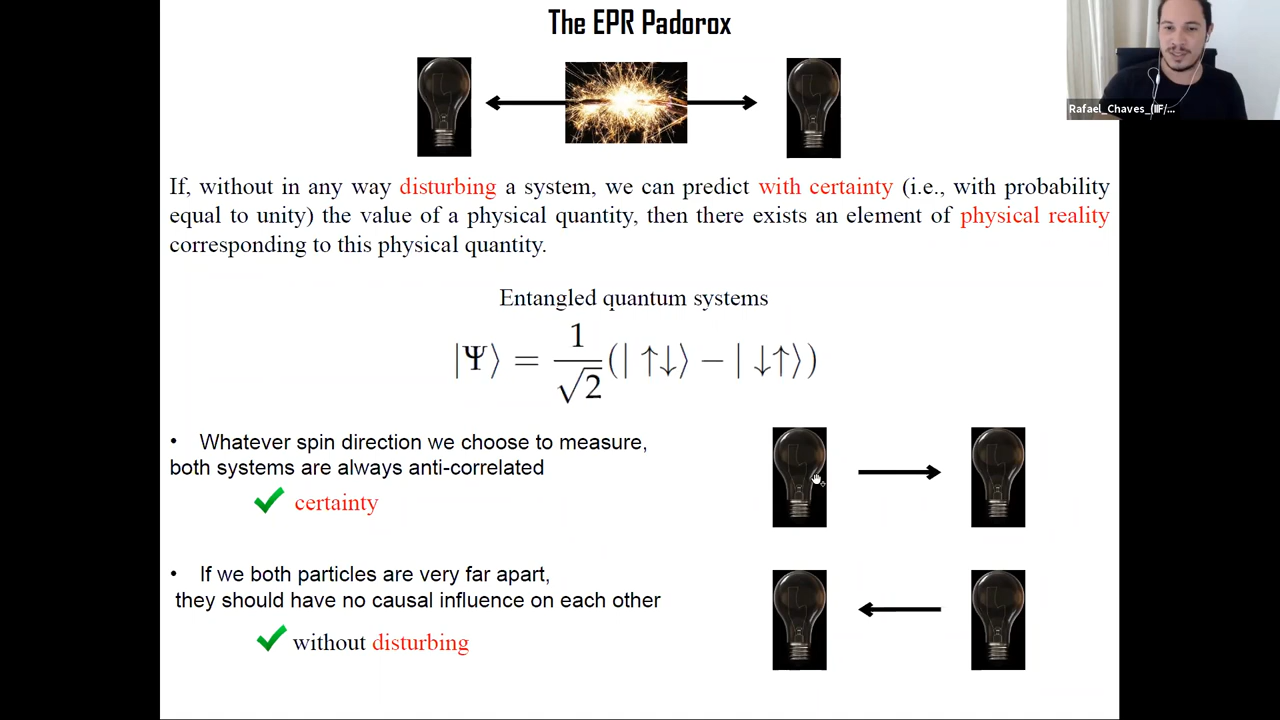 The EPR Padorox
Rafael_Chaves_(IIF/...
If, without in any way disturbing a system, we can predict with certainty (i.e., with probability
equal to unity) the value of a physical quantity, then there exists an element of physical reality
corresponding to this physical quantity.
Entangled quantum systems
|Ψ⟩ = 1/√2 (| ↑↓⟩ − | ↓↑⟩)
• Whatever spin direction we choose to measure,
both systems are always anti-correlated
✓ certainty
• If we both particles are very far apart,
they should have no causal influence on each other
✓ without disturbing